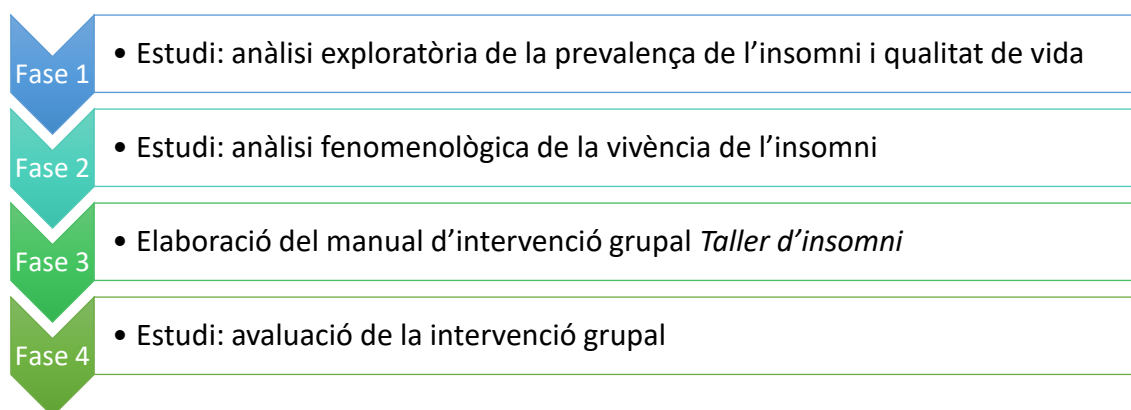 Fase 1
• Estudi: anàlisi exploratòria de la prevalença de l’insomni i qualitat de vida
Fase 2
• Estudi: anàlisi fenomenològica de la vivència de l’insomni
Fase 3
• Elaboració del manual d’intervenció grupal Taller d’insomni
Fase 4
• Estudi: avaluació de la intervenció grupal